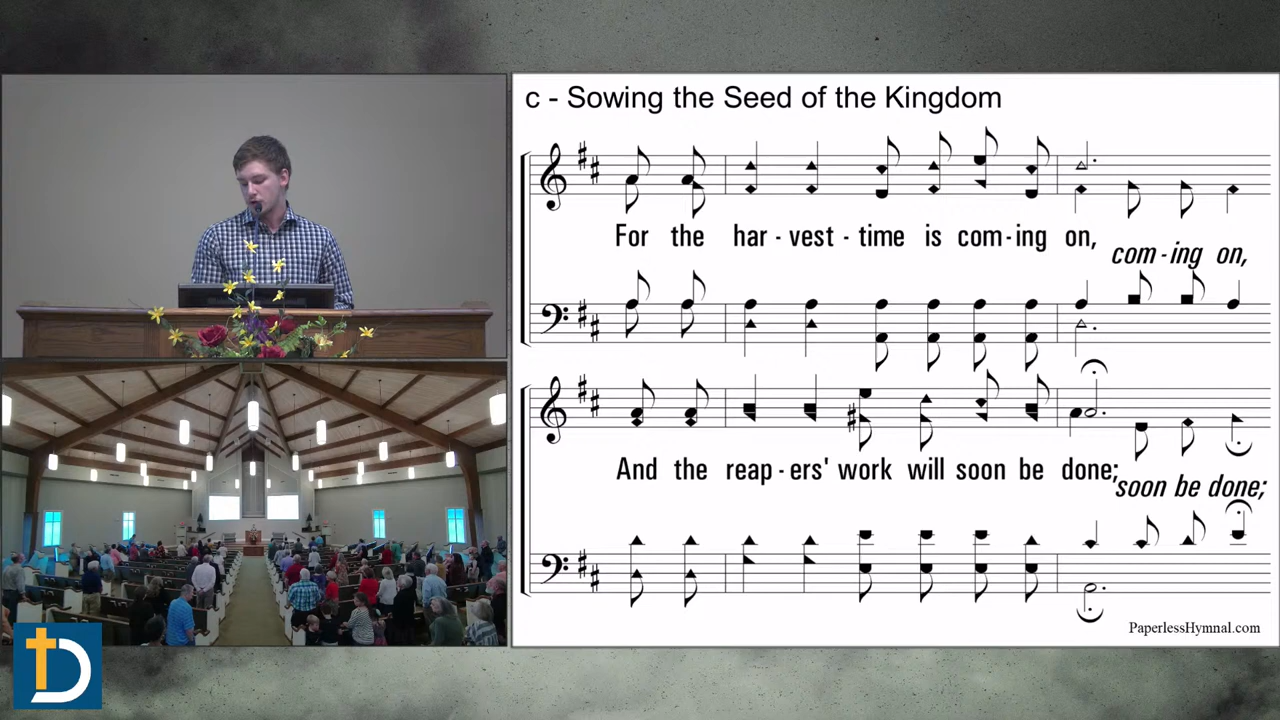 c - Sowing the Seed of the Kingdom
For the har - vest - time is com - ing on,
com - ing on,
And the reap - ers' work will soon be done;
soon be done;
PaperlessHymnal.com
D